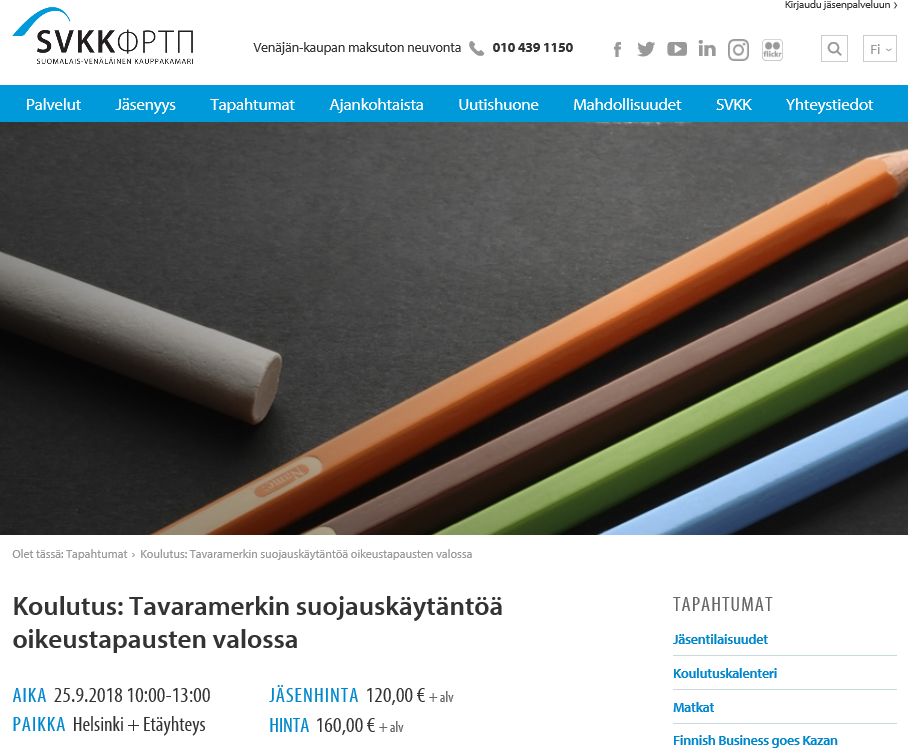 Kirjaudu jäsenpalveluun ›
SVKKФРТП
SUOMALAIS-VENÄLÄINEN KAUPPAKAMARI
Venäjän-kaupan maksuton neuvonta 010 439 1150
flickr
Fi
Palvelut Jäsenyys Tapahtumat Ajankohtaista Uutishuone Mahdollisuudet SVKK Yhteystiedot
Name:
Olet tässä: Tapahtumat › Koulutus: Tavaramerkin suojauskäytäntöä oikeustapausten valossa
Koulutus: Tavaramerkin suojauskäytäntöä
oikeustapausten valossa
AIKA 25.9.2018 10:00-13:00
PAIKKA Helsinki + Etäyhteys
JÄSENHINTA 120,00 € + alv
HINTA 160,00 € + alv
TAPAHTUMAT
Jäsentilaisuudet
Koulutuskalenteri
Matkat
Finnish Business goes Kazan